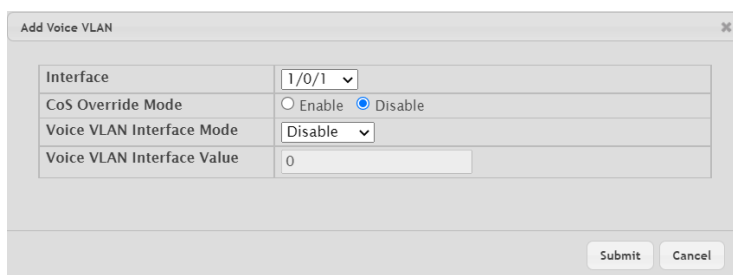 Add Voice VLAN
Interface 1/0/1
CoS Override Mode Enable Disable
Voice VLAN Interface Mode Disable
Voice VLAN Interface Value 0
Submit Cancel